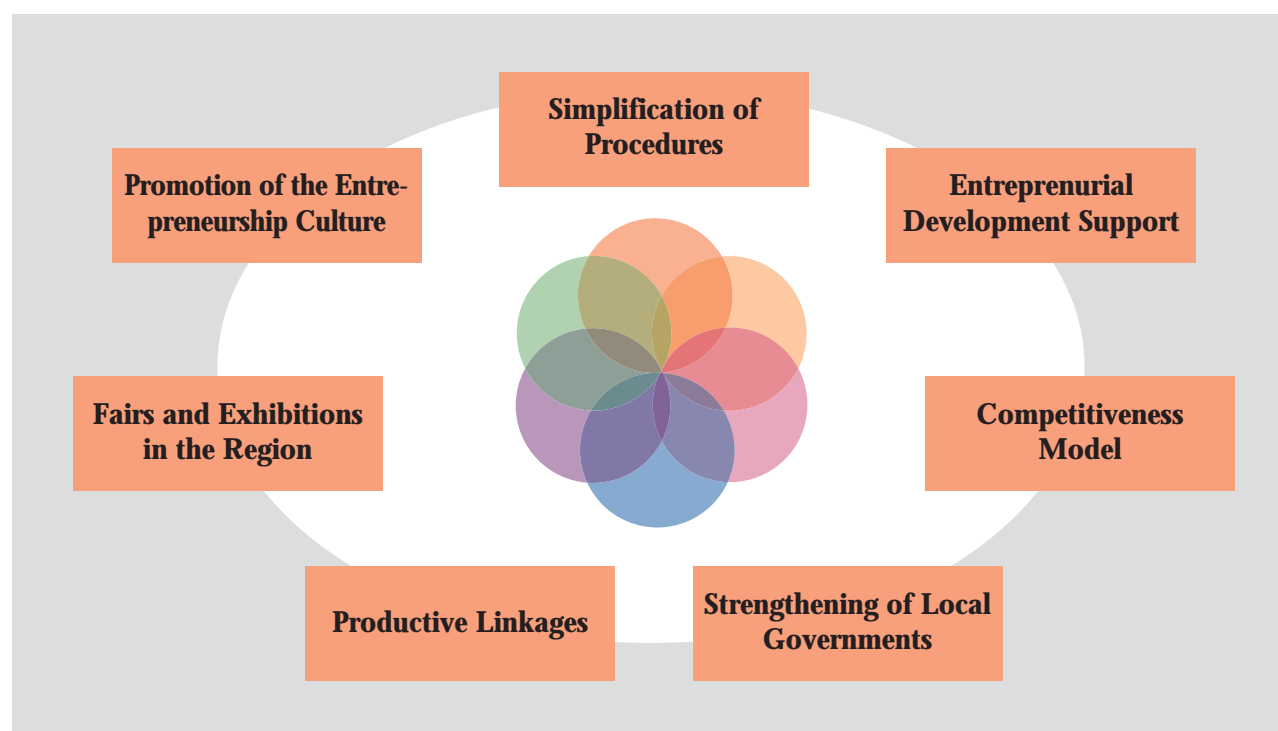 Simplification of
Procedures
Promotion of the Entre-
preneurship Culture
Entreprenurial
Development Support
Fairs and Exhibitions
in the Region
Competitiveness
Model
Productive Linkages
Strengthening of Local
Governments